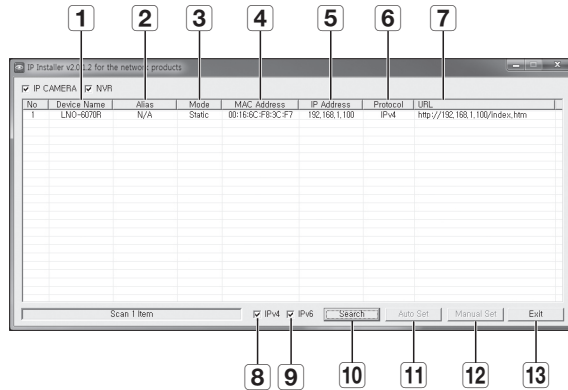 1 2 3 4 5 6 7
IP Installer v2.0.1.2 for the network products
IP CAMERA NVR
No Device Name Alias Mode MAC Address IP Address Protocol URL
1 LNO-6070R N/A Static 00:16:6C:F8:3C:F7 192,168,1,100 IPv4 http://192,168,1,100/index,htm
Scan 1 Item IPv4 IPv6 Search Auto Set Manual Set Exit
8 9 10 11 12 13